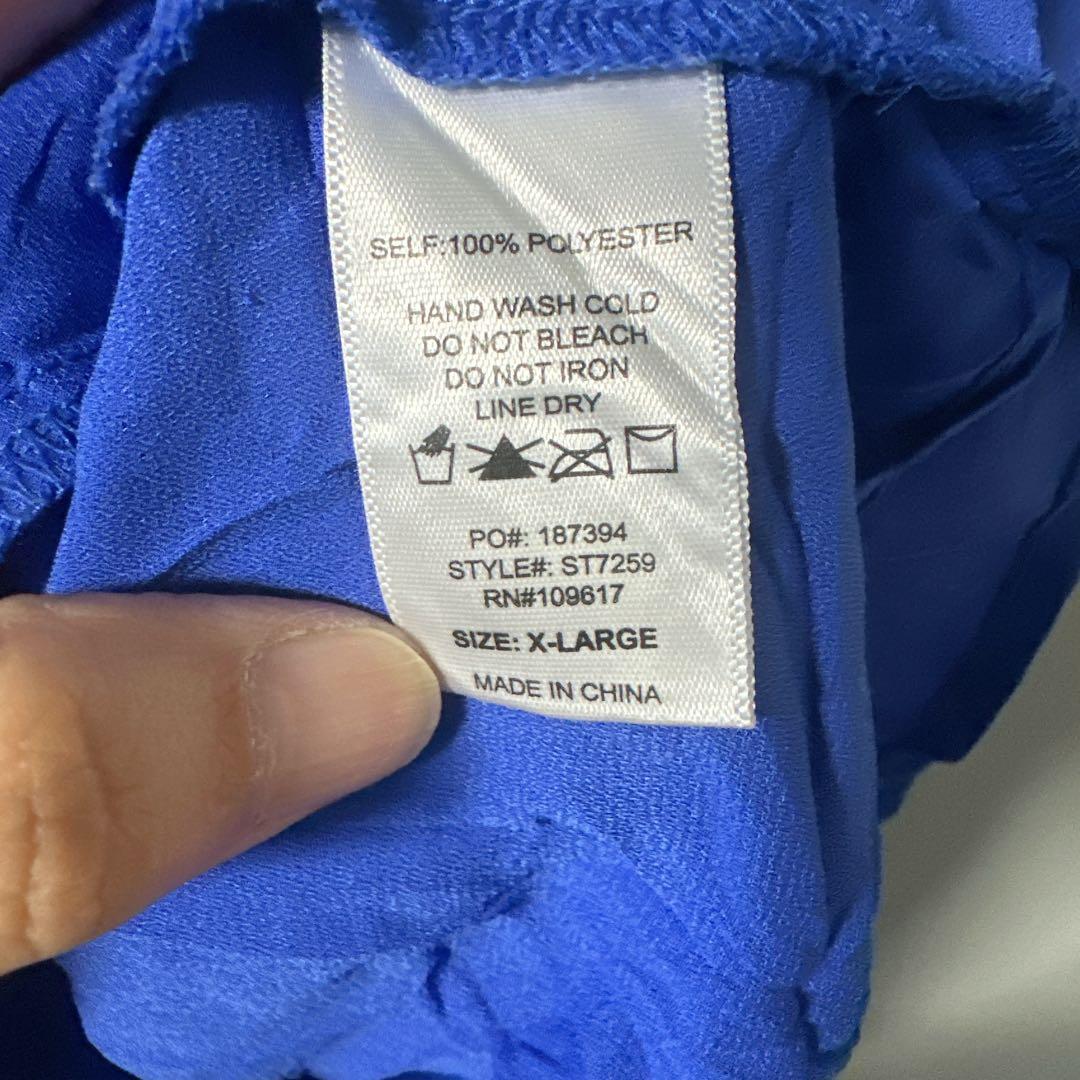 SELF:100% POLYESTER
HAND WASH COLD
DO NOT BLEACH
DO NOT IRON
LINE DRY
PO#: 187394
STYLE#: ST7259
RN#109617
SIZE: X-LARGE
MADE IN CHINA